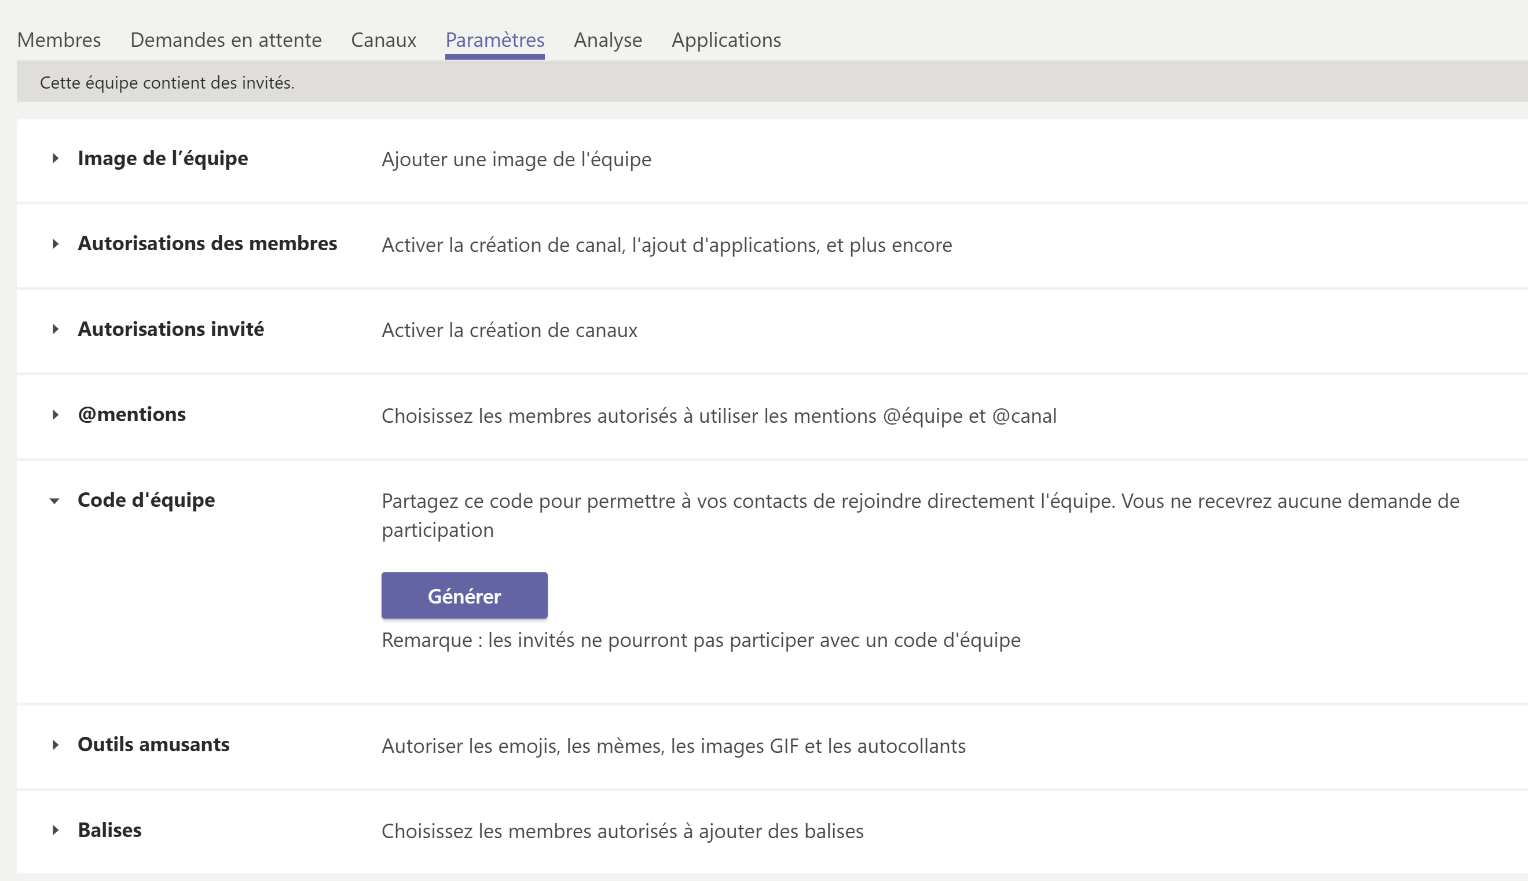 Membres Demandes en attente Canaux Paramètres Analyse Applications
Cette équipe contient des invités.
Image de l’équipe Ajouter une image de l'équipe
Autorisations des membres Activer la création de canal, l'ajout d'applications, et plus encore
Autorisations invité Activer la création de canaux
@mentions Choisissez les membres autorisés à utiliser les mentions @équipe et @canal
Code d'équipe Partagez ce code pour permettre à vos contacts de rejoindre directement l'équipe. Vous ne recevrez aucune demande de
participation
Générer
Remarque : les invités ne pourront pas participer avec un code d'équipe
Outils amusants Autoriser les emojis, les mèmes, les images GIF et les autocollants
Balises Choisissez les membres autorisés à ajouter des balises